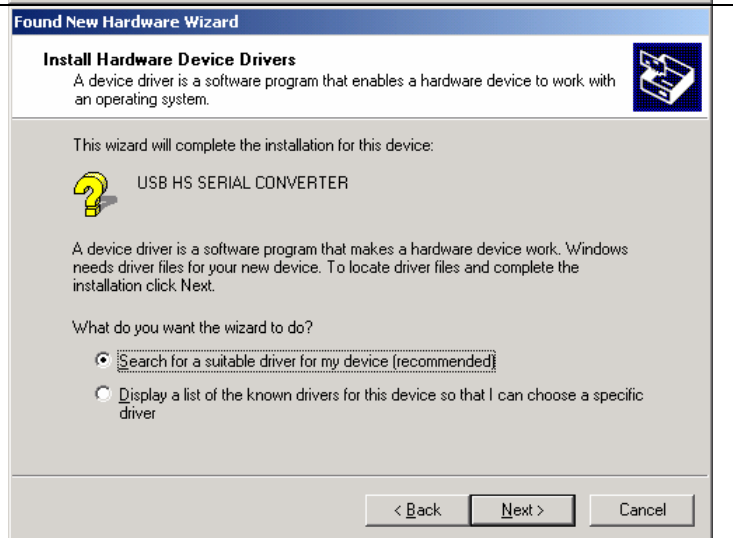 Found New Hardware Wizard
Install Hardware Device Drivers
A device driver is a software program that enables a hardware device to work with
an operating system.
This wizard will complete the installation for this device:
USB HS SERIAL CONVERTER
A device driver is a software program that makes a hardware device work. Windows
needs driver files for your new device. To locate driver files and complete the
installation click Next.
What do you want the wizard to do?
Search for a suitable driver for my device (recommended)
Display a list of the known drivers for this device so that I can choose a specific
driver
< Back Next > Cancel